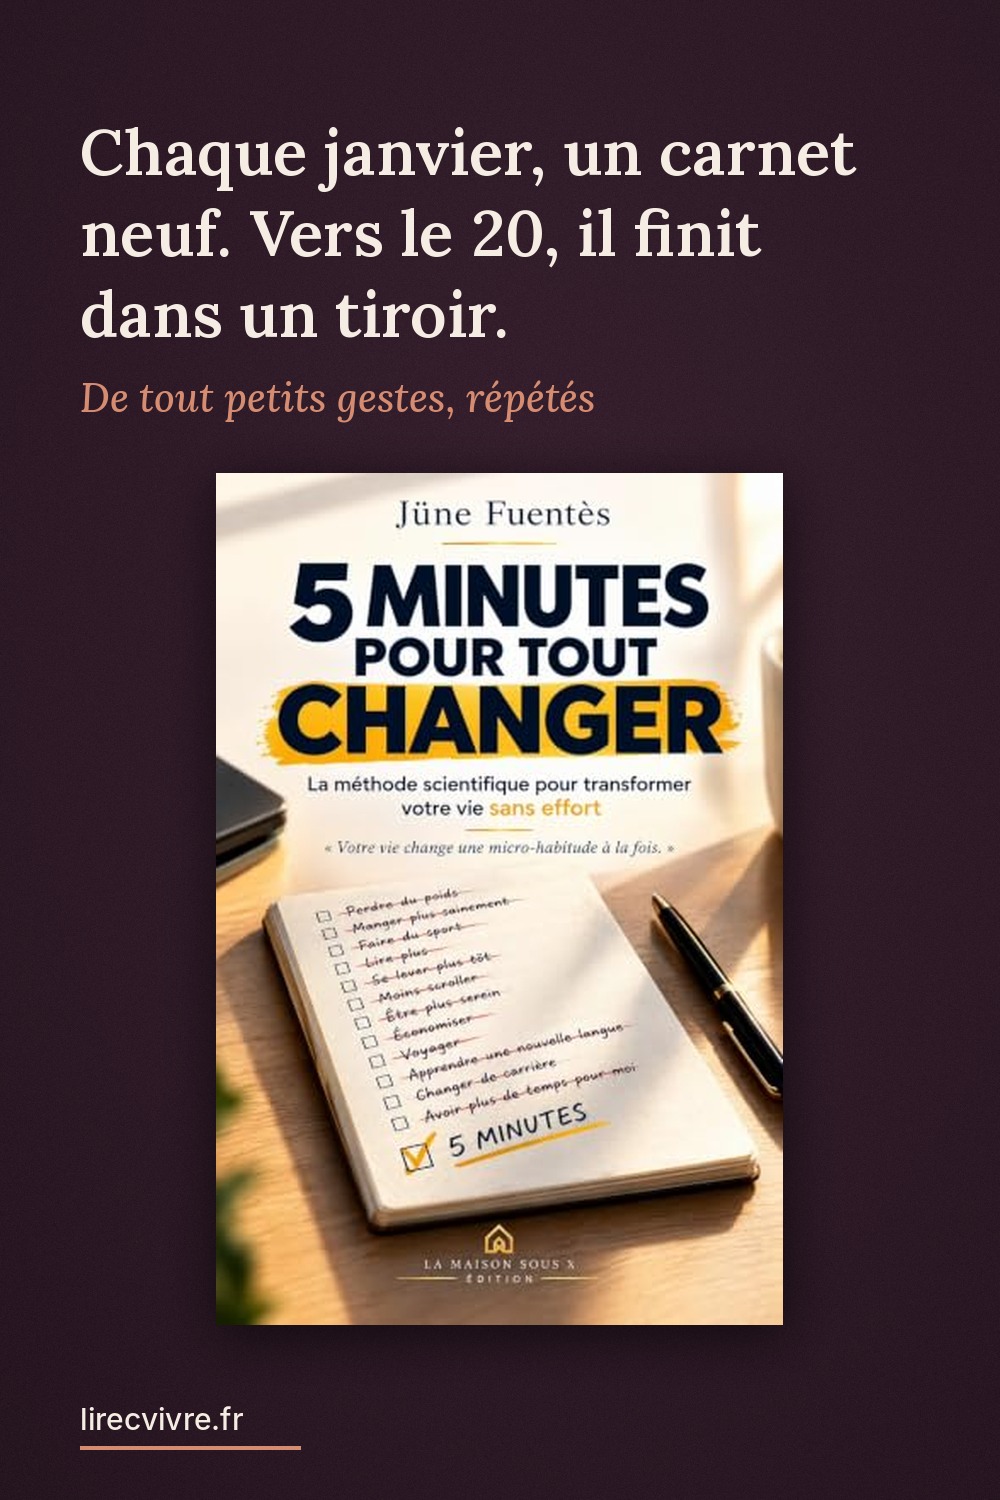 Chaque janvier, un carnet
neuf. Vers le 20, il finit
dans un tiroir.
De tout petits gestes, répétés
Jüne Fuentès
5 MINUTES
POUR TOUT
CHANGER
La méthode scientifique pour transformer
votre vie sans effort
« Votre vie change une micro-habitude à la fois. »
Perdre du poids
Manger plus sainement
Faire du sport
Lire plus
Se lever plus tôt
Moins scroller
Être plus serein
Économiser
Voyager
Apprendre une nouvelle langue
Changer de carrière
Avoir plus de temps pour moi
5 MINUTES
LA MAISON SOUS X
ÉDITION
lirecvivre.fr